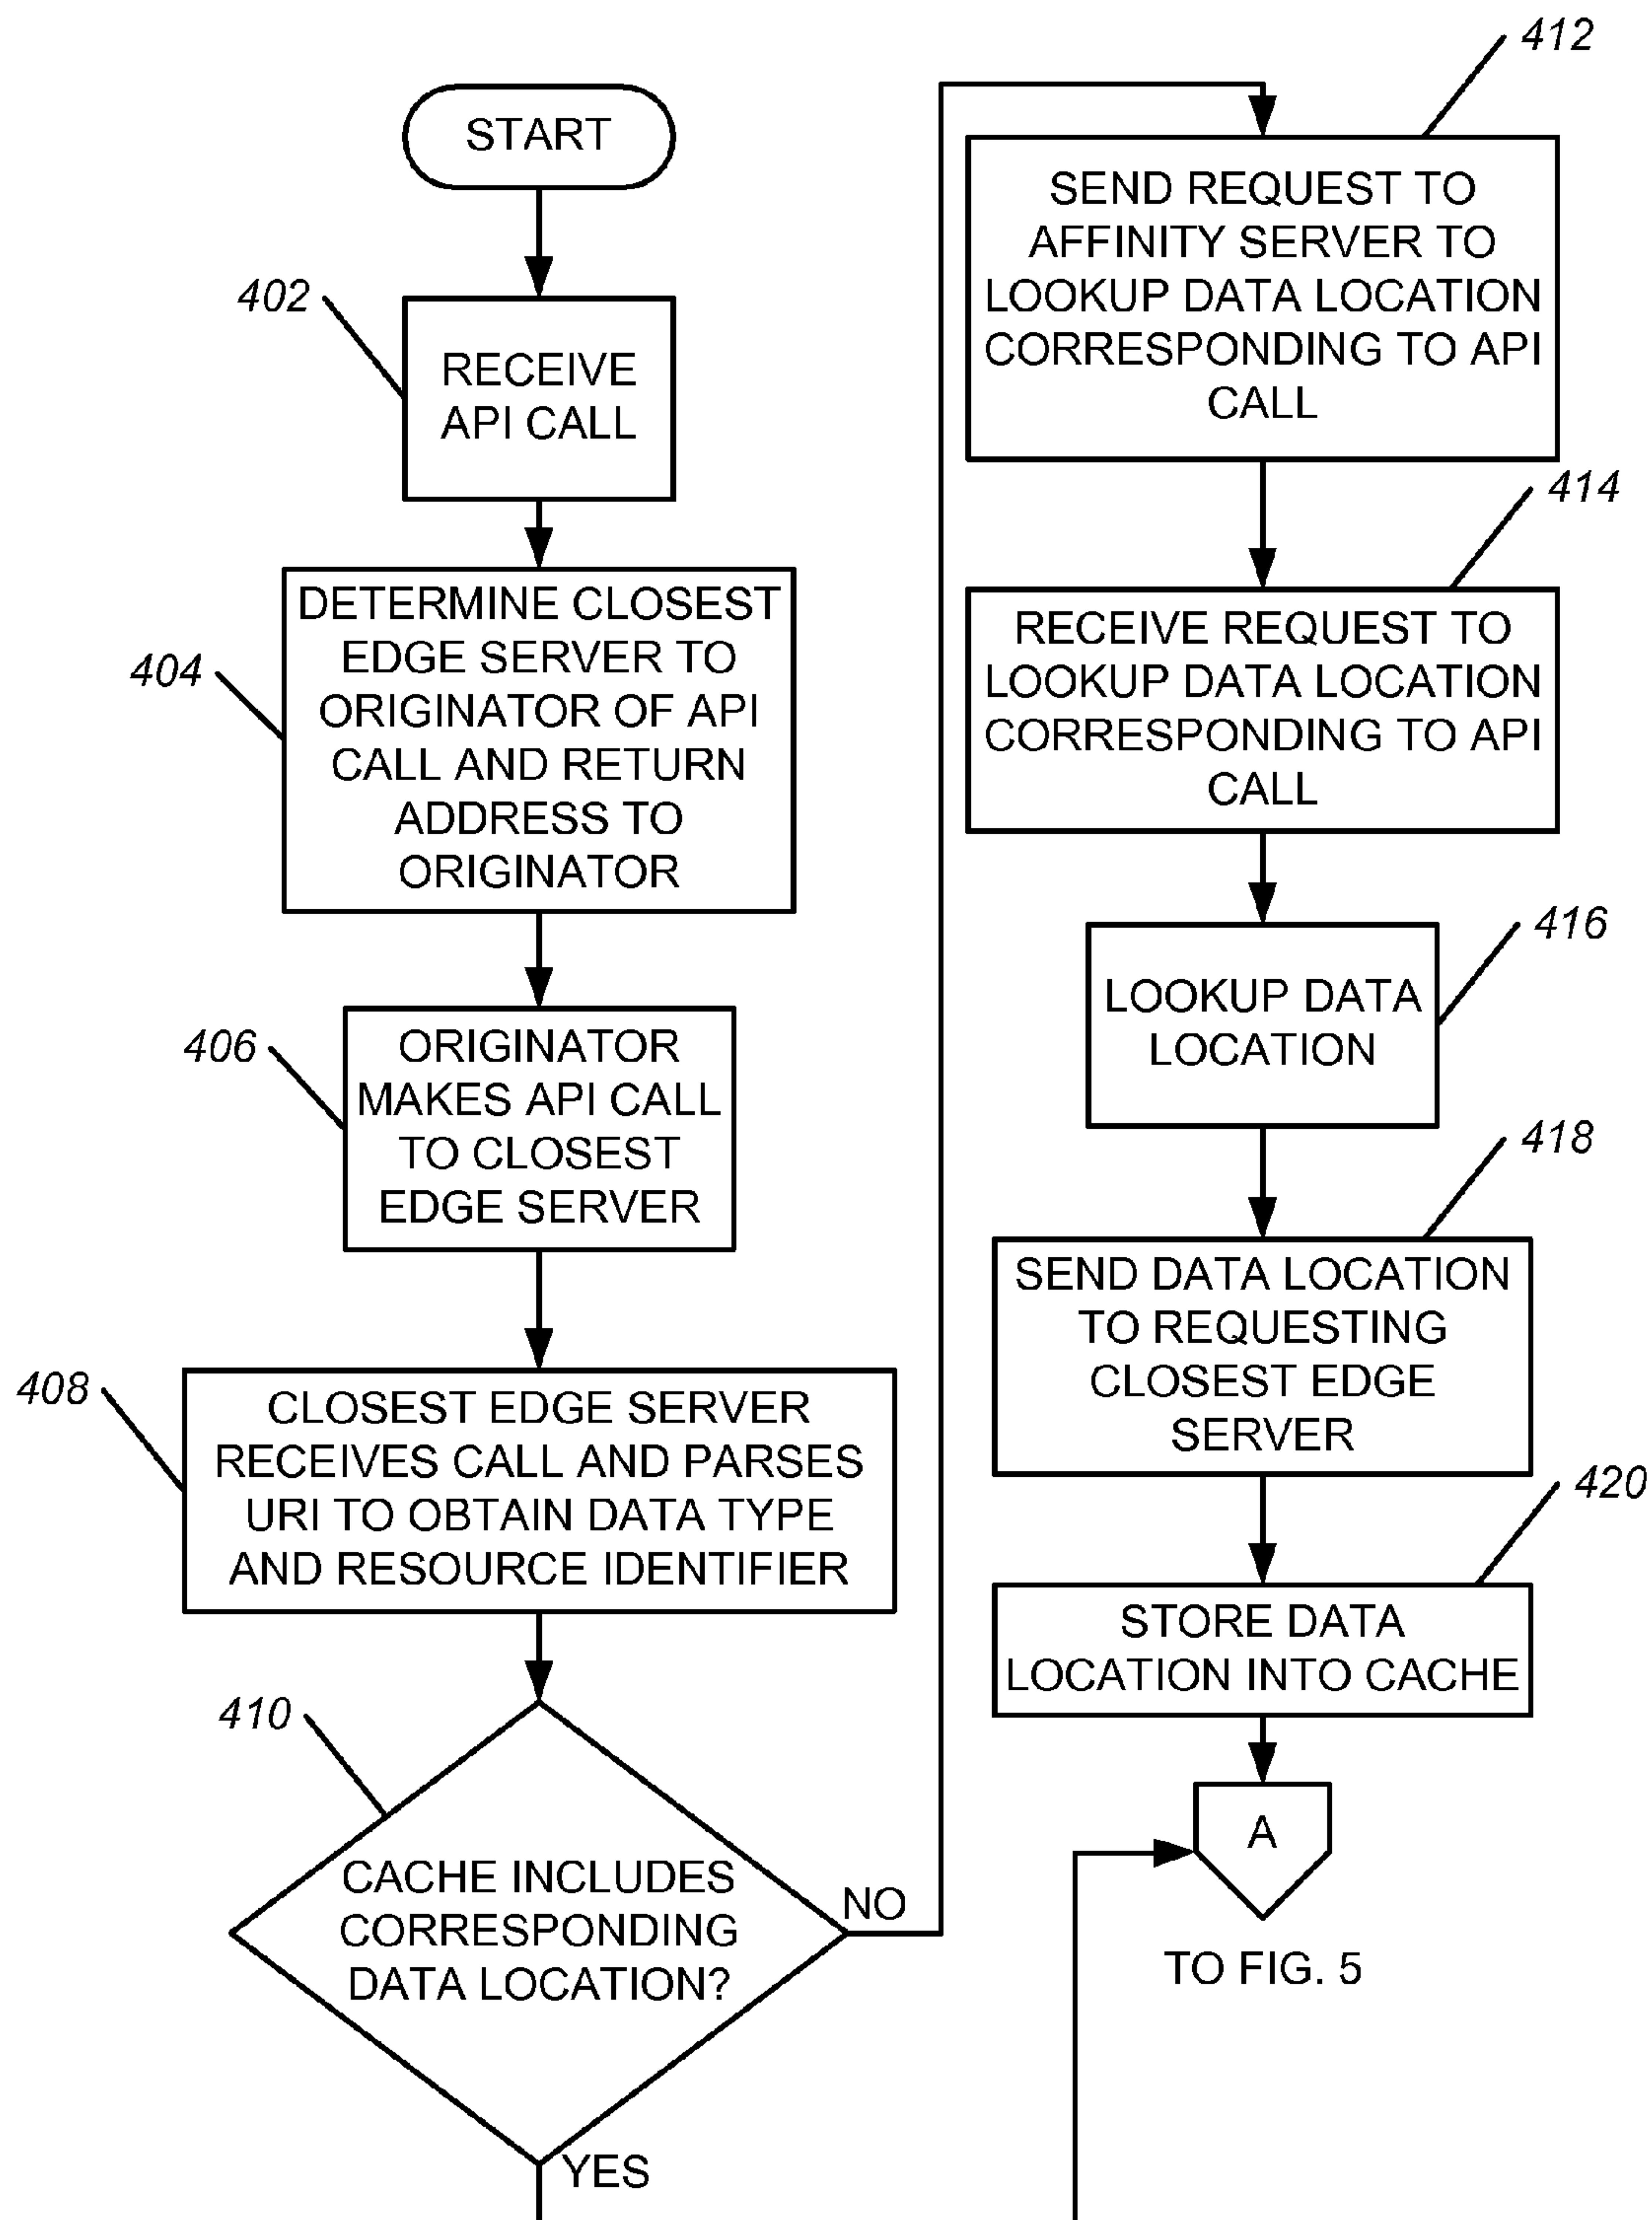 START
402
RECEIVE
API CALL
404
DETERMINE CLOSEST
EDGE SERVER TO
ORIGINATOR OF API
CALL AND RETURN
ADDRESS TO
ORIGINATOR
406
ORIGINATOR
MAKES API CALL
TO CLOSEST
EDGE SERVER
408
CLOSEST EDGE SERVER
RECEIVES CALL AND PARSES
URI TO OBTAIN DATA TYPE
AND RESOURCE IDENTIFIER
410
CACHE INCLUDES
CORRESPONDING
DATA LOCATION?
NO
YES
412
SEND REQUEST TO
AFFINITY SERVER TO
LOOKUP DATA LOCATION
CORRESPONDING TO API
CALL
414
RECEIVE REQUEST TO
LOOKUP DATA LOCATION
CORRESPONDING TO API
CALL
416
LOOKUP DATA
LOCATION
418
SEND DATA LOCATION
TO REQUESTING
CLOSEST EDGE
SERVER
420
STORE DATA
LOCATION INTO CACHE
A
TO FIG. 5